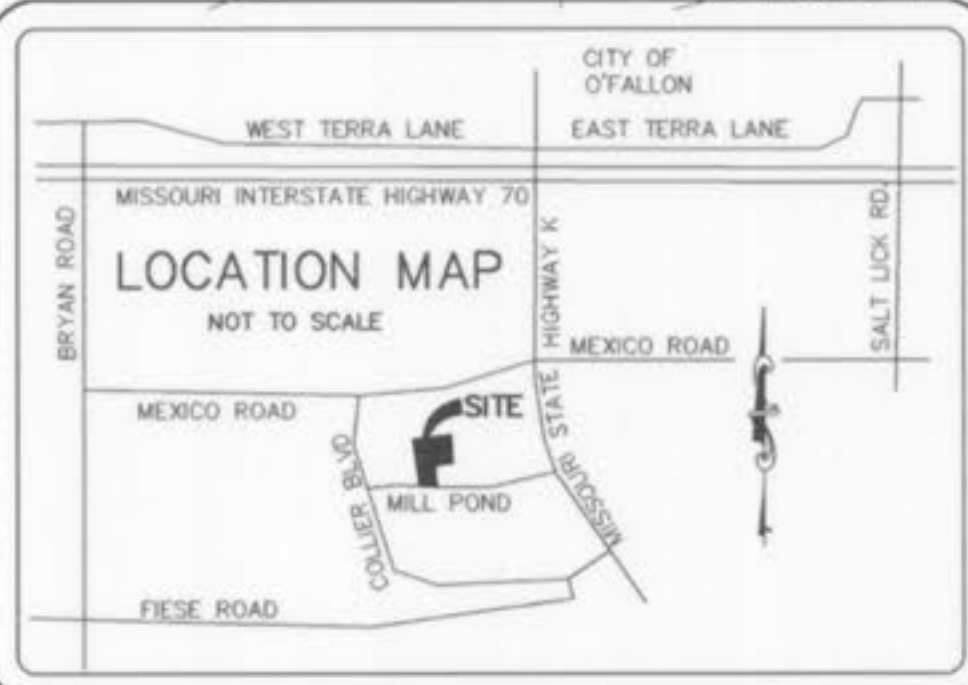 CITY OF
O'FALLON
WEST TERRA LANE
EAST TERRA LANE
MISSOURI INTERSTATE HIGHWAY 70
BRYAN ROAD
LOCATION MAP
NOT TO SCALE
MISSOURI STATE HIGHWAY K
SALT LICK RD.
MEXICO ROAD
MEXICO ROAD
SITE
COLLIER BLVD
MILL POND
FIESE ROAD